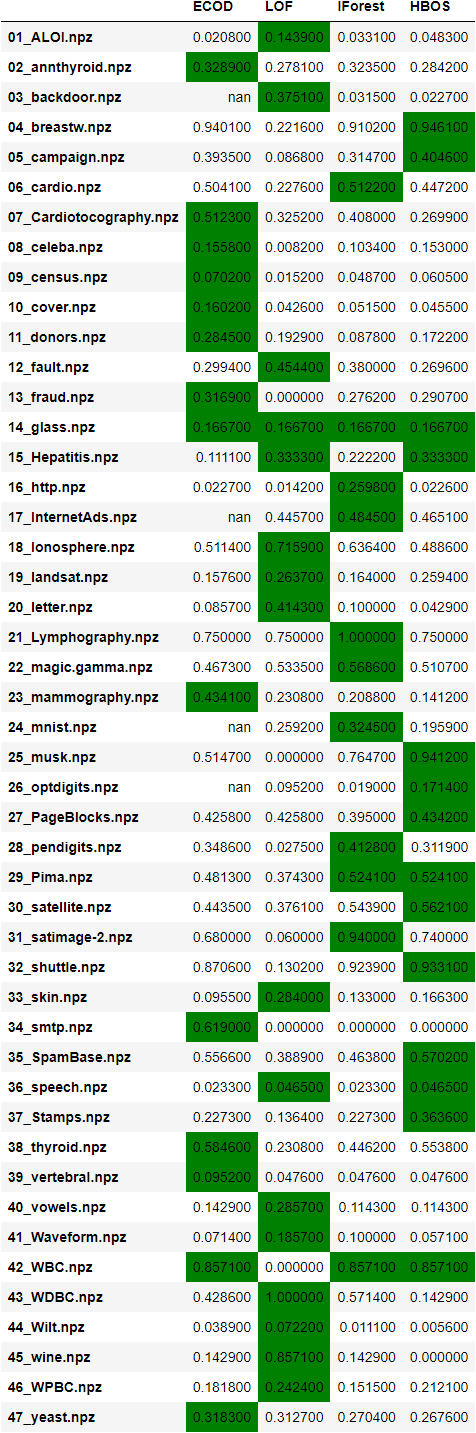 ECOD LOF IForest HBOS
01_ALOI.npz 0.020800 0.143900 0.033100 0.048300
02_annthyroid.npz 0.328900 0.278100 0.323500 0.284200
03_backdoor.npz nan 0.375100 0.031500 0.022700
04_breastw.npz 0.940100 0.221600 0.910200 0.946100
05_campaign.npz 0.393500 0.086800 0.314700 0.404600
06_cardio.npz 0.504100 0.227600 0.512200 0.447200
07_Cardiotocography.npz 0.512300 0.325200 0.408000 0.269900
08_celeba.npz 0.155800 0.008200 0.103400 0.153000
09_census.npz 0.070200 0.015200 0.048700 0.060500
10_cover.npz 0.160200 0.042600 0.051500 0.045500
11_donors.npz 0.284500 0.192900 0.087800 0.172200
12_fault.npz 0.299400 0.454400 0.380000 0.269600
13_fraud.npz 0.316900 0.000000 0.276200 0.290700
14_glass.npz 0.166700 0.166700 0.166700 0.166700
15_Hepatitis.npz 0.111100 0.333300 0.222200 0.333300
16_http.npz 0.022700 0.014200 0.259800 0.022600
17_InternetAds.npz nan 0.445700 0.484500 0.465100
18_Ionosphere.npz 0.511400 0.715900 0.636400 0.488600
19_landsat.npz 0.157600 0.263700 0.164000 0.259400
20_letter.npz 0.085700 0.414300 0.100000 0.042900
21_Lymphography.npz 0.750000 0.750000 1.000000 0.750000
22_magic.gamma.npz 0.467300 0.533500 0.568600 0.510700
23_mammography.npz 0.434100 0.230800 0.208800 0.141200
24_mnist.npz nan 0.259200 0.324500 0.195900
25_musk.npz 0.514700 0.000000 0.764700 0.941200
26_optdigits.npz nan 0.095200 0.019000 0.171400
27_PageBlocks.npz 0.425800 0.425800 0.395000 0.434200
28_pendigits.npz 0.348600 0.027500 0.412800 0.311900
29_Pima.npz 0.481300 0.374300 0.524100 0.524100
30_satellite.npz 0.443500 0.376100 0.543900 0.562100
31_satimage-2.npz 0.680000 0.060000 0.940000 0.740000
32_shuttle.npz 0.870600 0.130200 0.923900 0.933100
33_skin.npz 0.095500 0.284000 0.133000 0.166300
34_smtp.npz 0.619000 0.000000 0.000000 0.000000
35_SpamBase.npz 0.556600 0.388900 0.463800 0.570200
36_speech.npz 0.023300 0.046500 0.023300 0.046500
37_Stamps.npz 0.227300 0.136400 0.227300 0.363600
38_thyroid.npz 0.584600 0.230800 0.446200 0.553800
39_vertebral.npz 0.095200 0.047600 0.047600 0.047600
40_vowels.npz 0.142900 0.285700 0.114300 0.114300
41_Waveform.npz 0.071400 0.185700 0.100000 0.057100
42_WBC.npz 0.857100 0.000000 0.857100 0.857100
43_WDBC.npz 0.428600 1.000000 0.571400 0.142900
44_Wilt.npz 0.038900 0.072200 0.011100 0.005600
45_wine.npz 0.142900 0.857100 0.142900 0.000000
46_WPBC.npz 0.181800 0.242400 0.151500 0.212100
47_yeast.npz 0.318300 0.312700 0.270400 0.267600